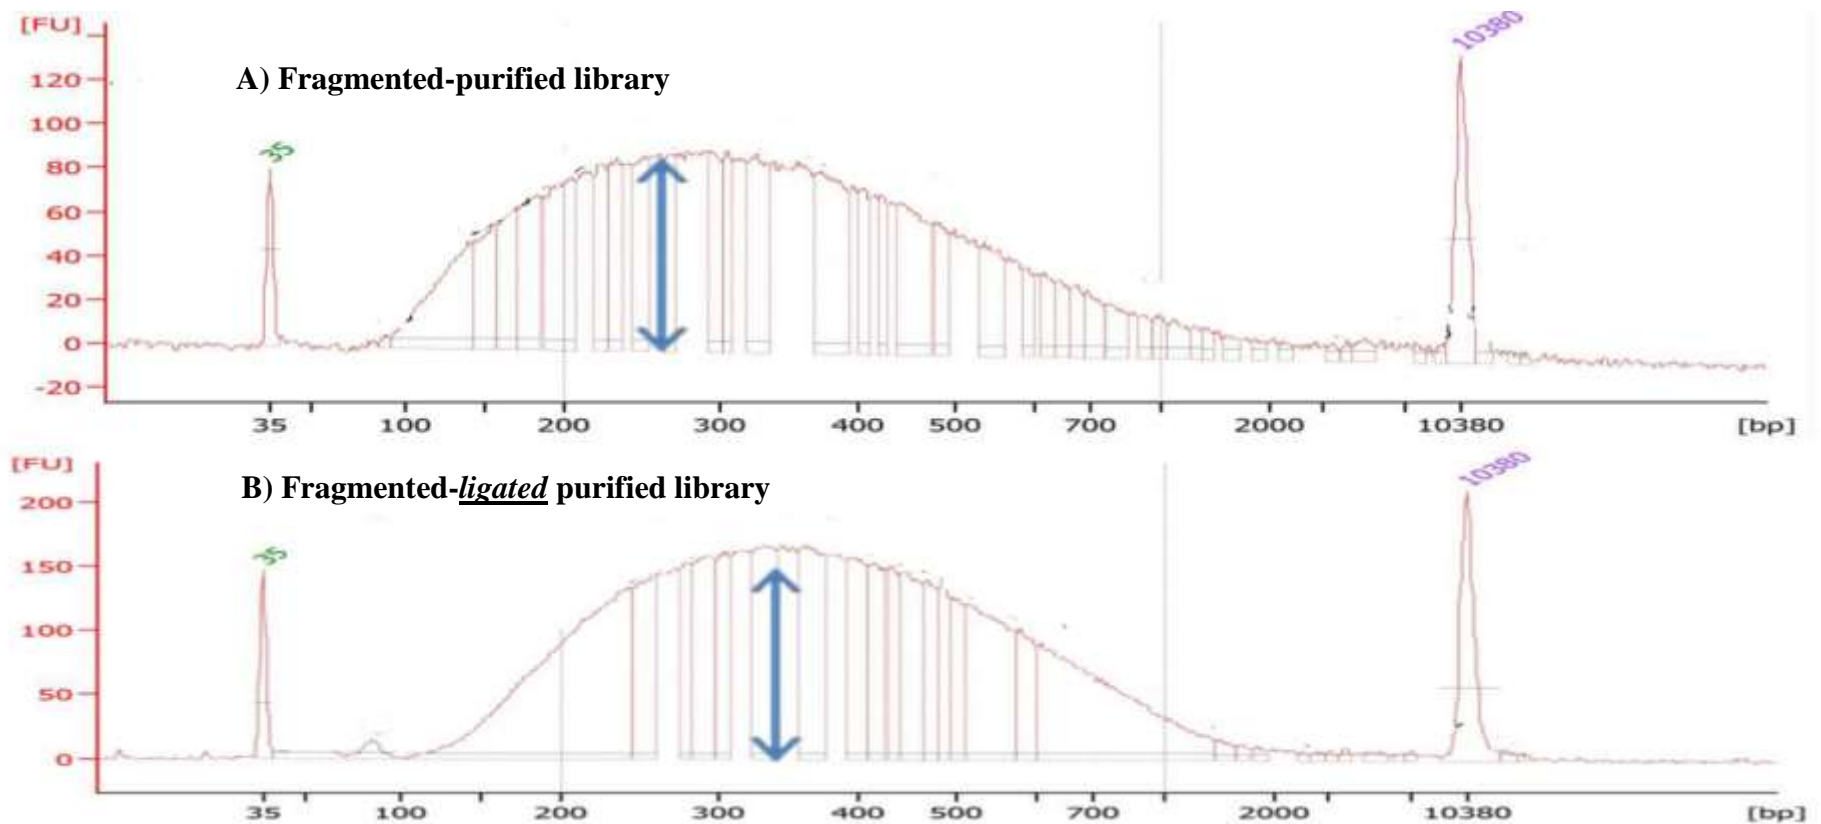 [FU]
10380
A) Fragmented-purified library
120
100
80
60
40
20
0
-20
35
35 100 200 300 400 500 700 2000 10380 [bp]
[FU]
10380
B) Fragmented-ligated purified library
200
150
100
50
0
35
35 100 200 300 400 500 700 2000 10380 [bp]